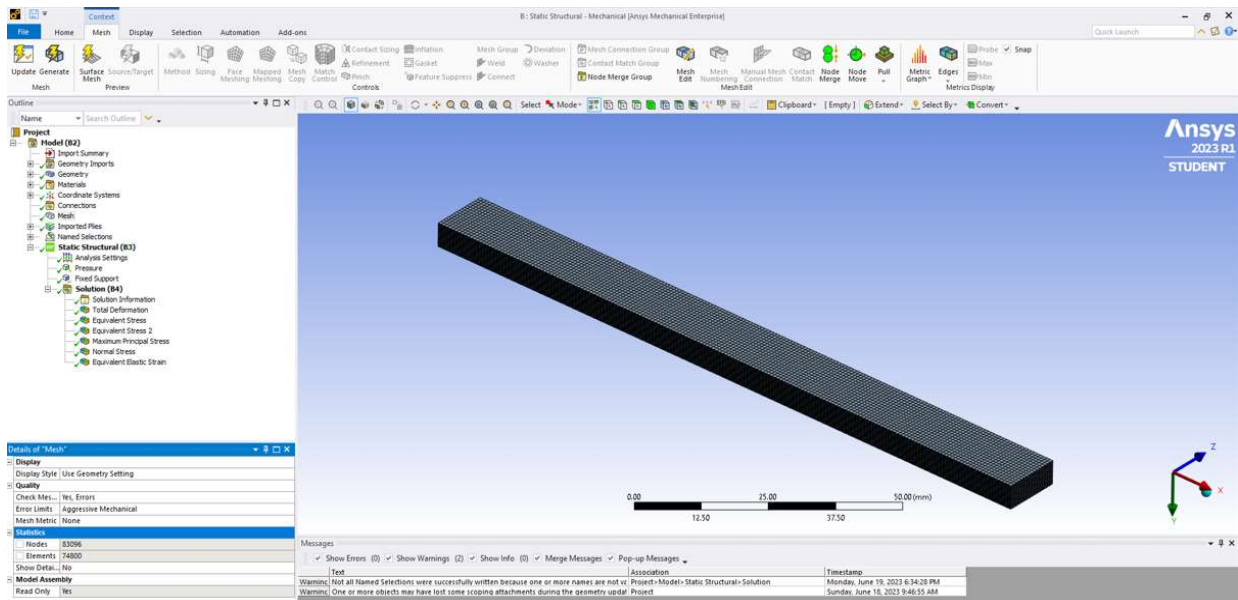 Context
B : Static Structural - Mechanical [Ansys Mechanical Enterprise]
File Home Mesh Display Selection Automation Add-ons
Quick Launch
Update Generate
Mesh
Surface Mesh Source/Target
Preview
Method Sizing Face Meshing Mapped Meshing Mesh Copy Match Control
Contact Sizing Inflation
Refinement Gasket
Pinch Feature Suppress
Mesh Group Deviation
Weld Washer
Connect
Controls
Mesh Connection Group
Contact Match Group
Node Merge Group
Mesh Edit Mesh Numbering Manual Mesh Connection Contact Match Node Merge Node Move Pull
Mesh Edit
Metric Graph Edges
Probe Snap
Max
Min
Metrics Display
Outline
Select Mode Clipboard [ Empty ] Extend Select By Convert
Name Search Outline
Project
Model (B2)
Import Summary
Geometry Imports
Geometry
Materials
Coordinate Systems
Connections
Mesh
Imported Plies
Named Selections
Static Structural (B3)
Analysis Settings
Pressure
Fixed Support
Solution (B4)
Solution Information
Total Deformation
Equivalent Stress
Equivalent Stress 2
Maximum Principal Stress
Normal Stress
Equivalent Elastic Strain
Ansys
2023 R1
STUDENT
0.00 25.00 50.00 (mm)
12.50 37.50
Z
X
Y
Details of "Mesh"
Display
Display Style Use Geometry Setting
Quality
Check Mes... Yes, Errors
Error Limits Aggressive Mechanical
Mesh Metric None
Statistics
Nodes 83096
Elements 74800
Show Detai... No
Model Assembly
Read Only Yes
Messages
Show Errors (0) Show Warnings (2) Show Info (0) Merge Messages Pop-up Messages
Text Association Timestamp
Warning Not all Named Selections were successfully written because one or more names are not va Project>Model>Static Structural>Solution Monday, June 19, 2023 6:34:28 PM
Warning One or more objects may have lost some scoping attachments during the geometry updat Project Sunday, June 18, 2023 9:46:55 AM